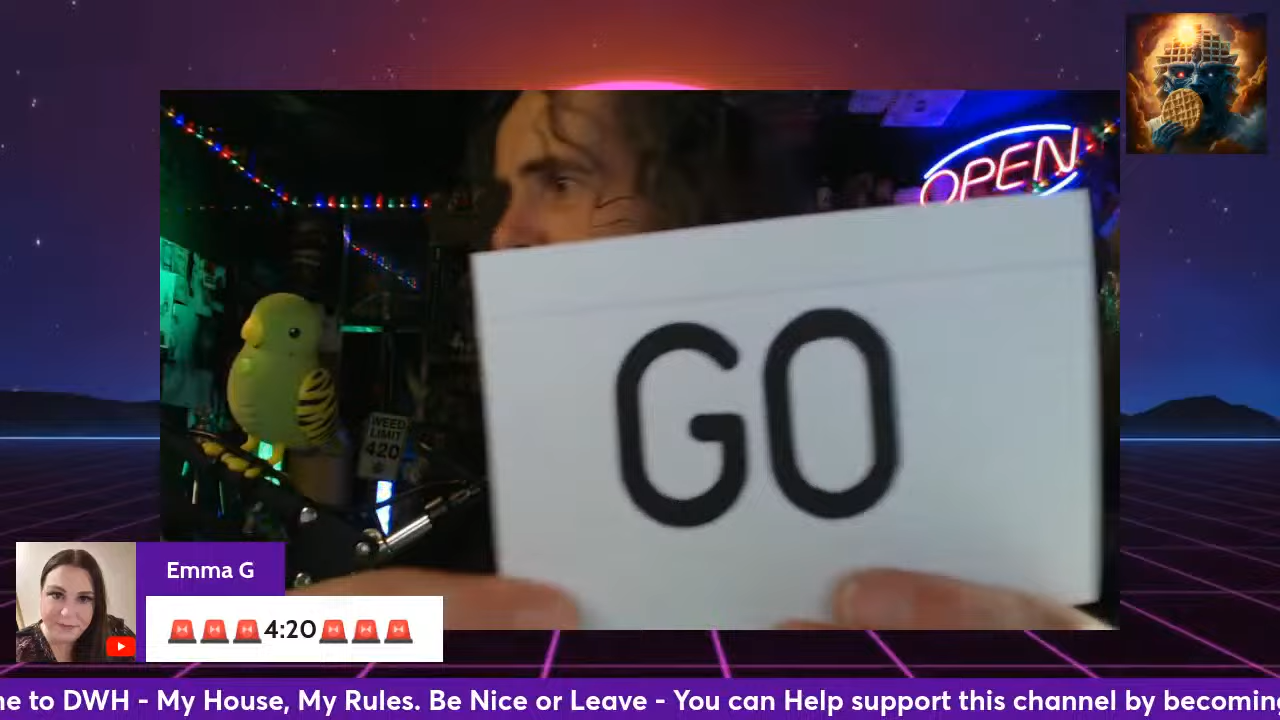 OPEN
GO
WEED
LIMIT
420
Emma G
🚨🚨🚨4:20🚨🚨🚨
ne to DWH - My House, My Rules. Be Nice or Leave - You can Help support this channel by becoming